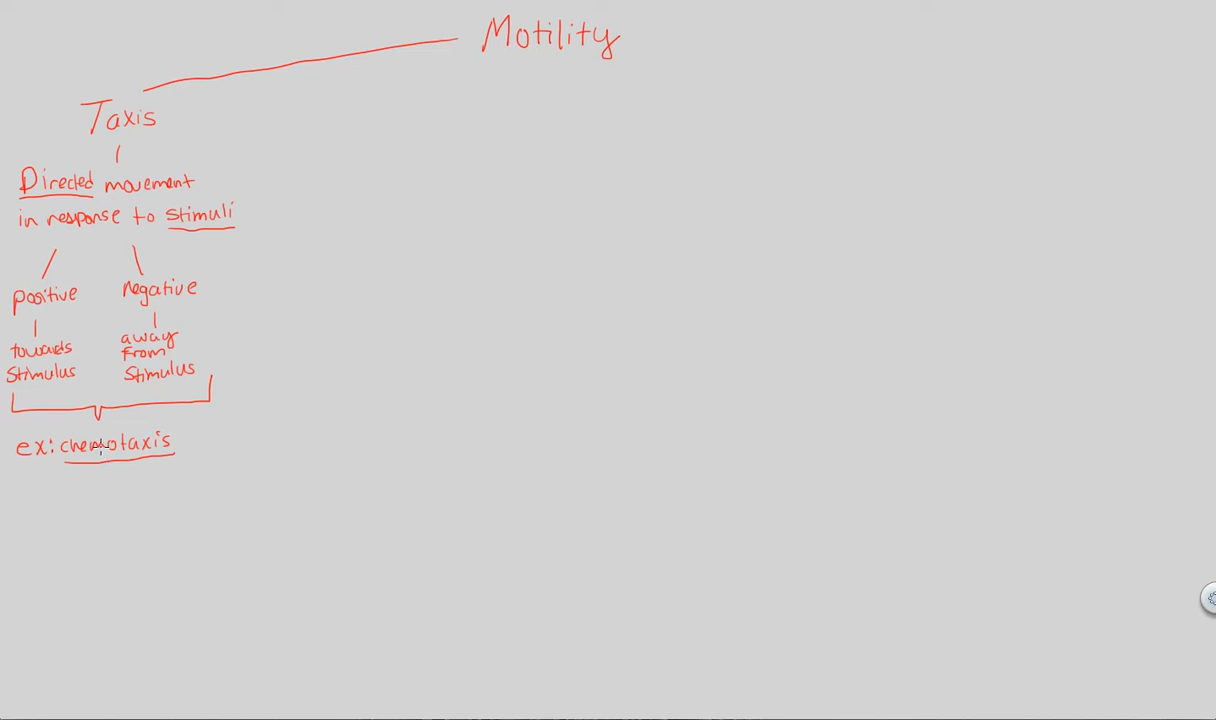 Motility
Taxis
Directed movement
in response to stimuli
positive
negative
towards
stimulus
away
from
stimulus
ex: chemotaxis